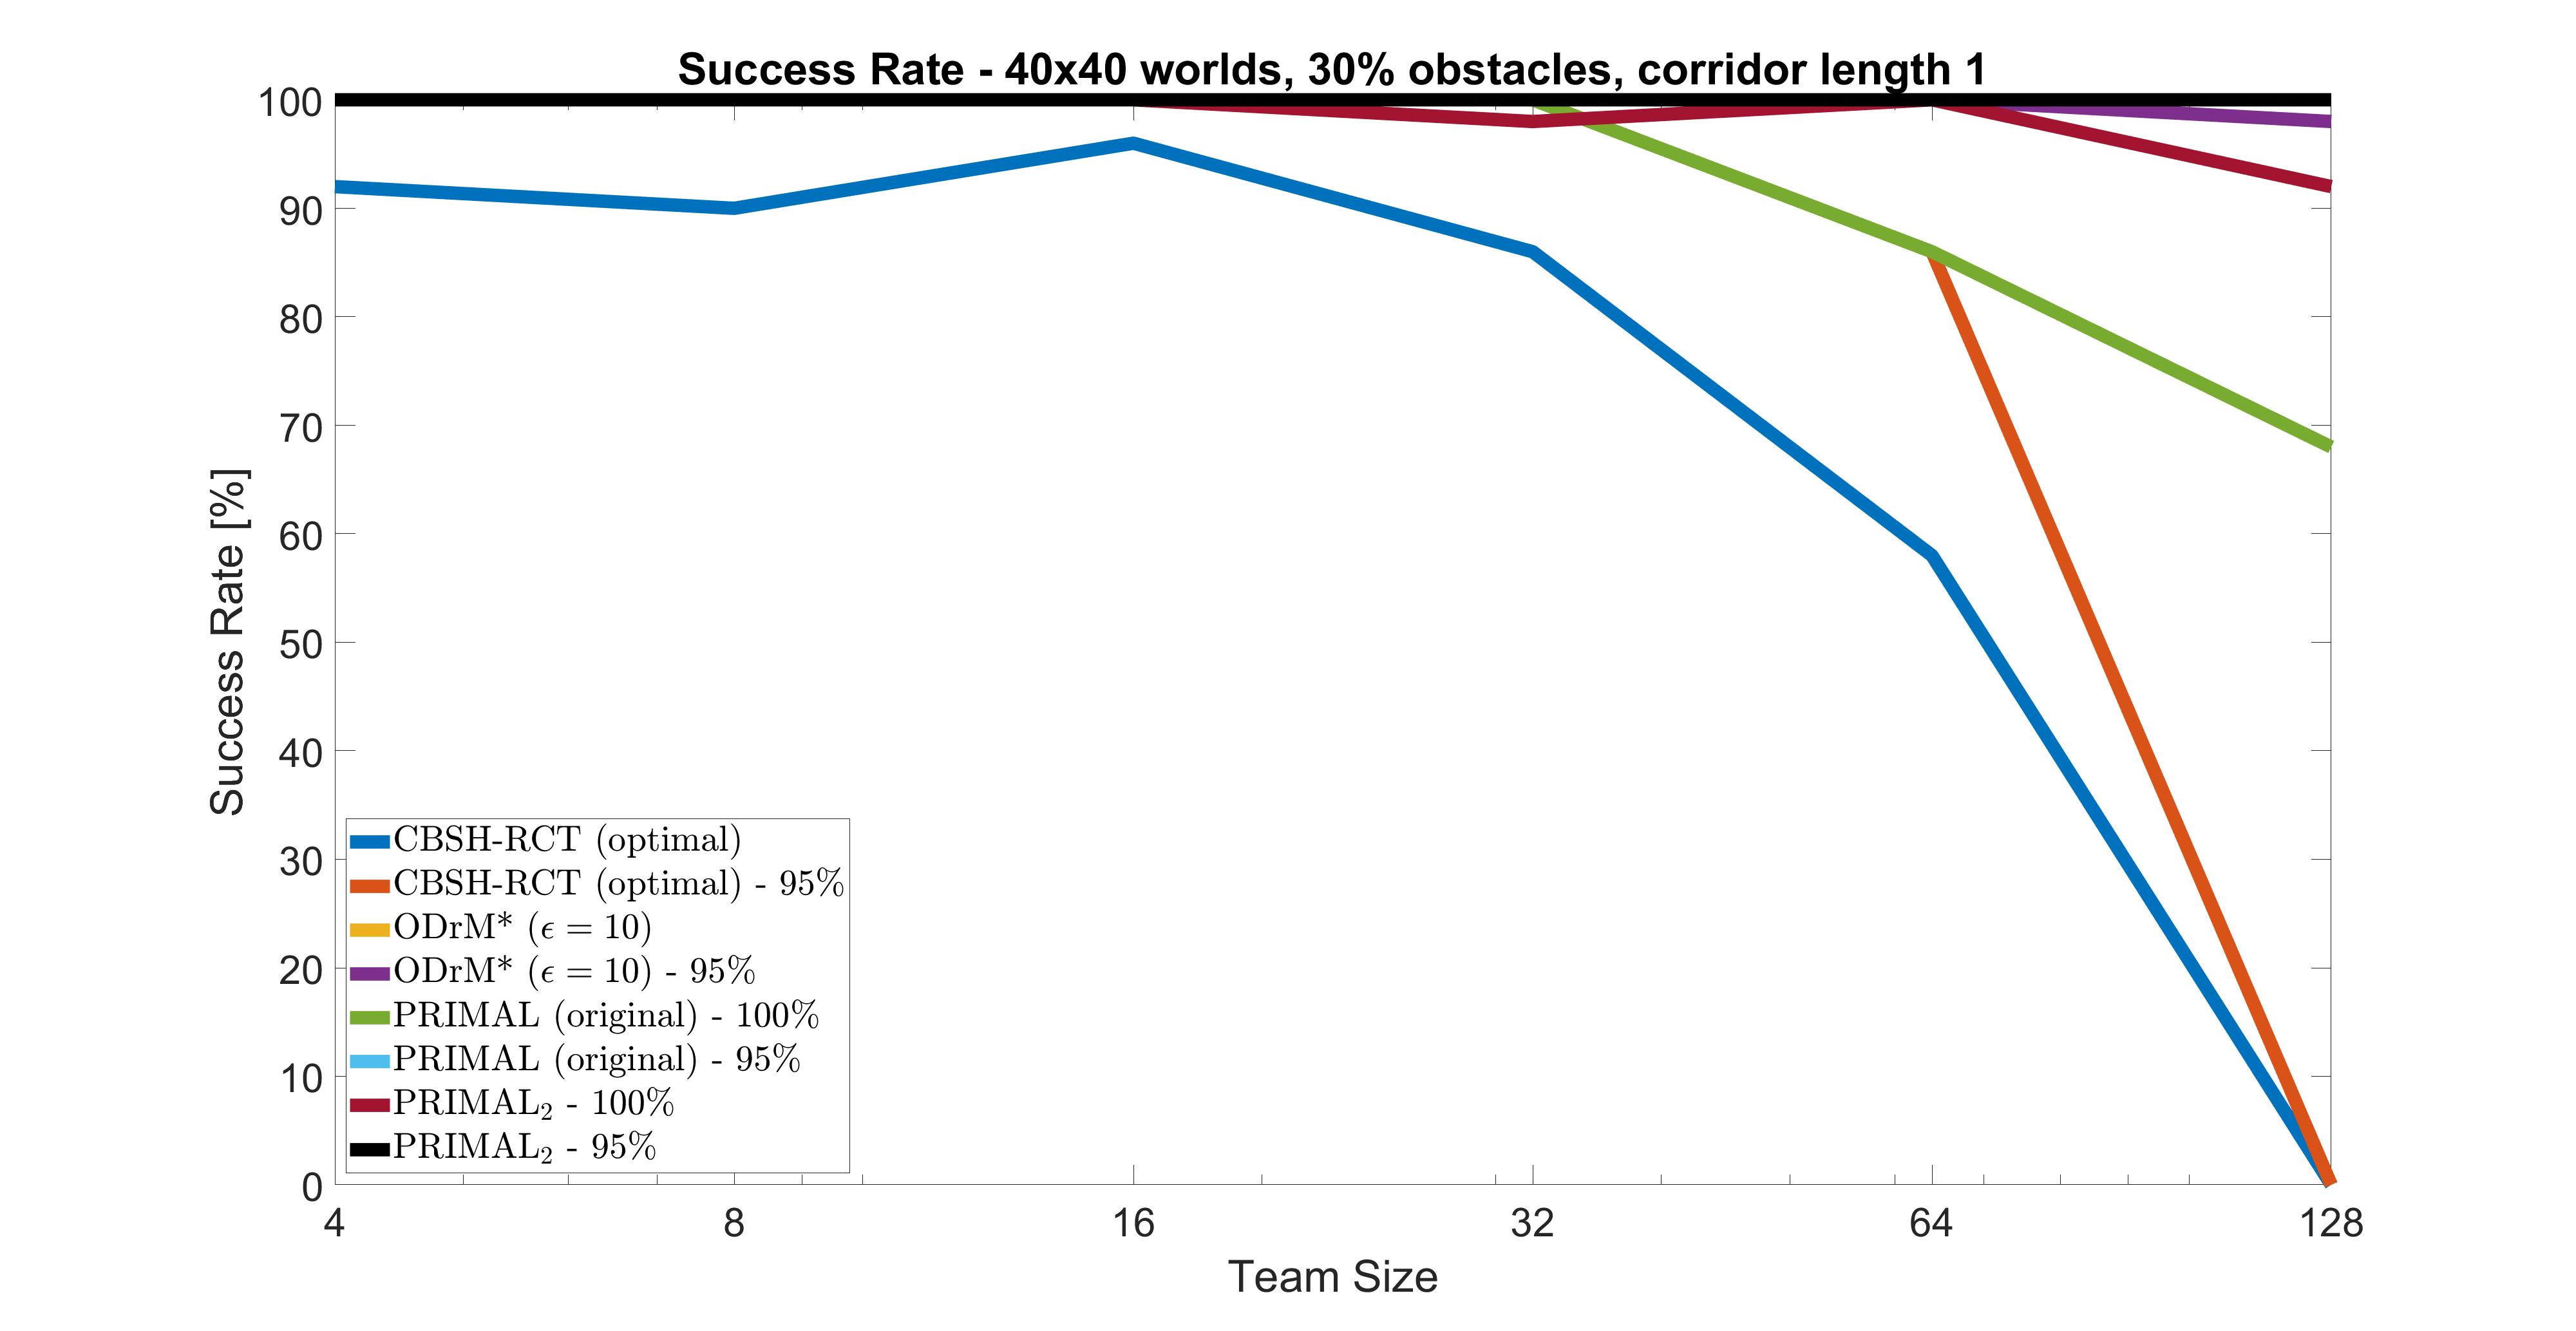 Success Rate - 40x40 worlds, 30% obstacles, corridor length 1
100
90
80
70
60
50
40
30
20
10
0
Success Rate [%]
CBSH-RCT (optimal)
CBSH-RCT (optimal) - 95%
ODrM* (ϵ = 10)
ODrM* (ϵ = 10) - 95%
PRIMAL (original) - 100%
PRIMAL (original) - 95%
PRIMAL₂ - 100%
PRIMAL₂ - 95%
4 8 16 32 64 128
Team Size